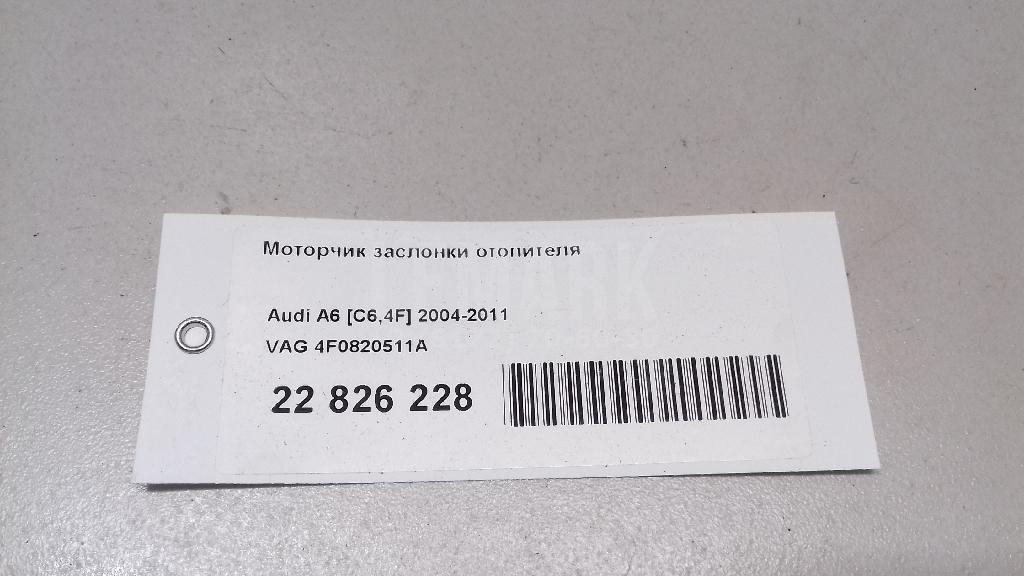 Моторчик заслонки отопителя
Audi A6 [C6,4F] 2004-2011
VAG 4F0820511A
22 826 228